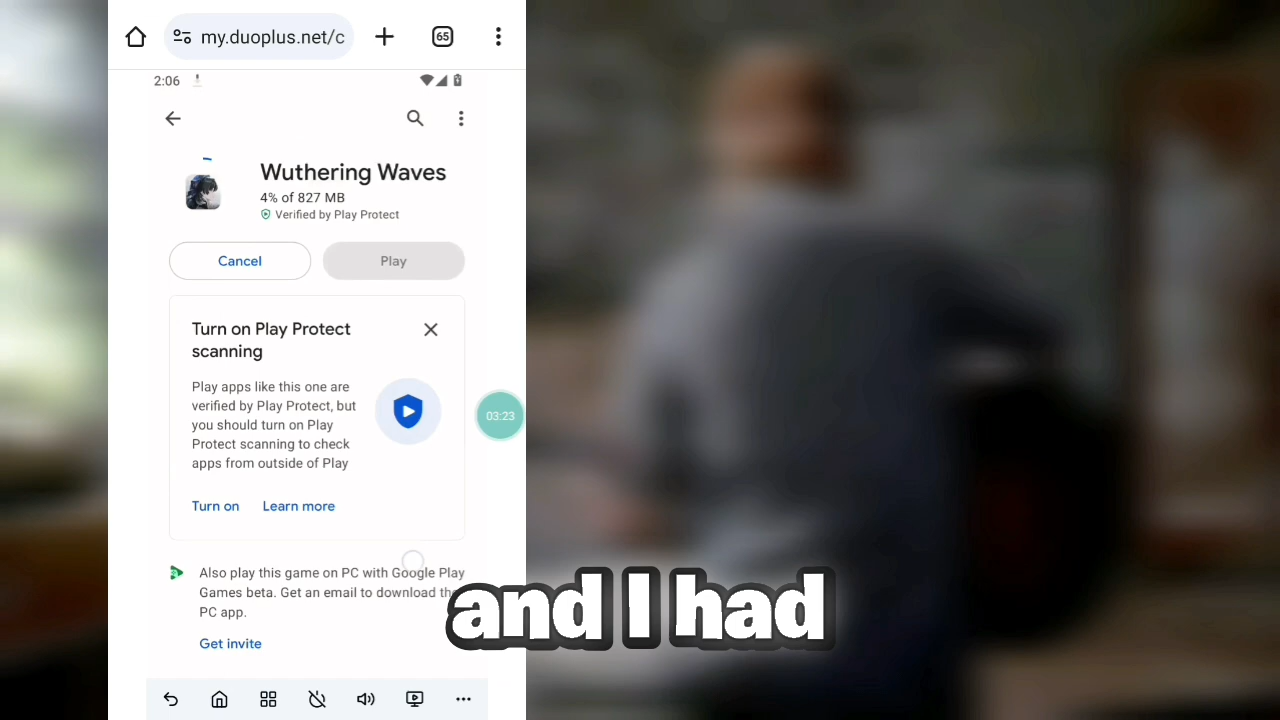 my.duoplus.net/c
65
2:06
Wuthering Waves
4% of 827 MB
Verified by Play Protect
Cancel
Play
Turn on Play Protect
scanning
Play apps like this one are
verified by Play Protect, but
you should turn on Play
Protect scanning to check
apps from outside of Play
03:23
Turn on
Learn more
Also play this game on PC with Google Play
Games beta. Get an email to download the
PC app.
and I had
Get invite